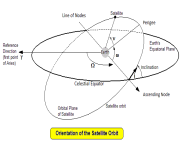 Satellite
Line of Nodes
Perigee
Reference
Direction
(first point
of Aries)
Earth
Earth's
Equatorial Plane
Inclination
Celestial Equator
Ascending Node
Orbital Plane
of Satellite
Satellite orbit
Orientation of the Satellite Orbit